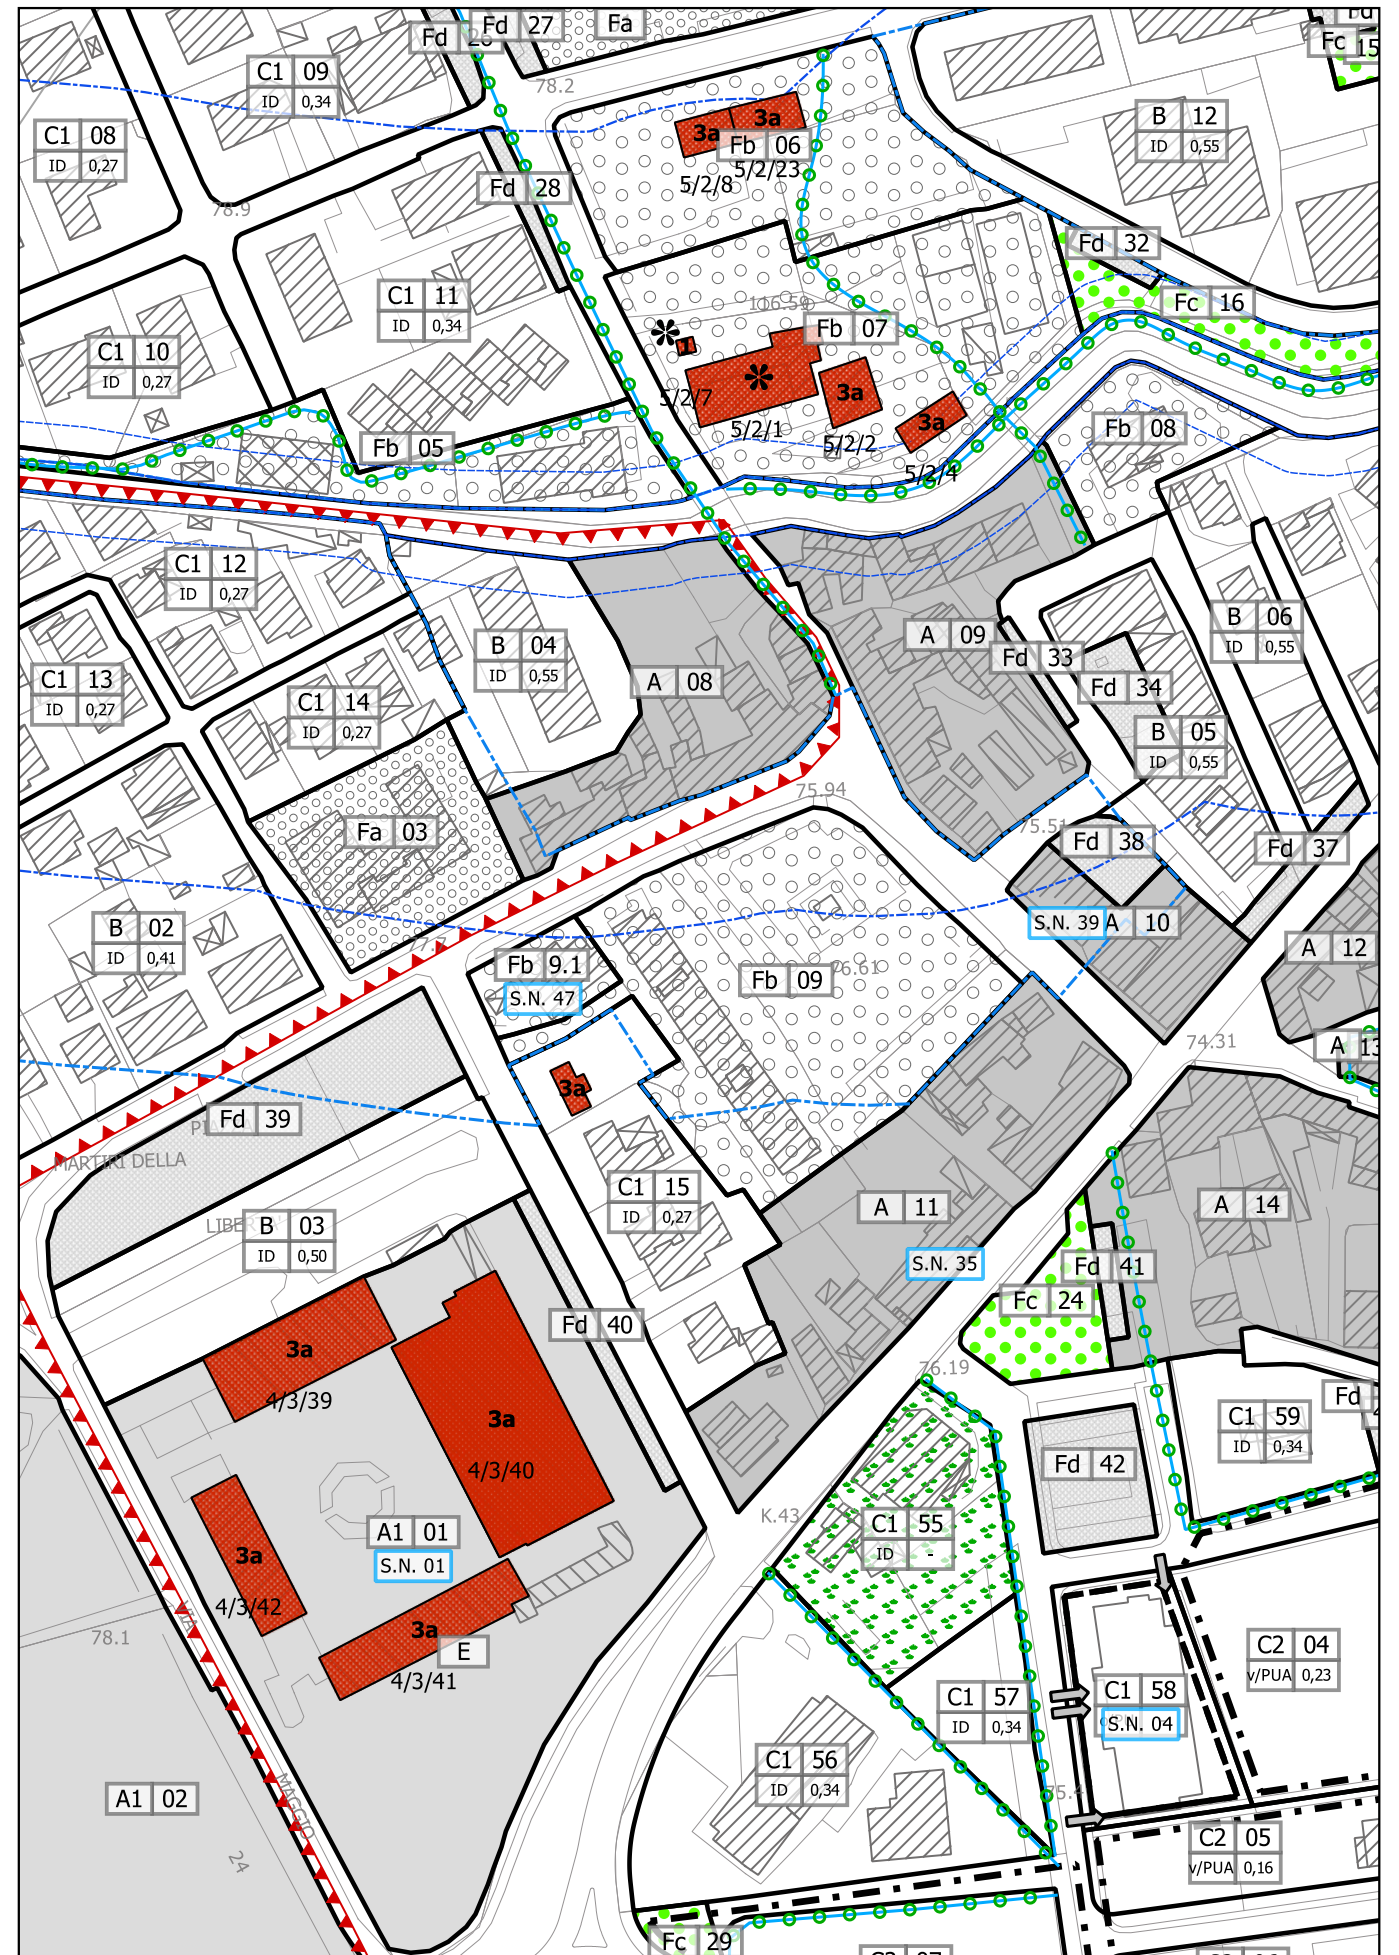 Fd 26
Fd 27
Fa
Fd
Fc 15
78.2
C1 09
ID 0,34
C1 08
ID 0,27
B 12
ID 0,55
3a
3a
Fb 06
5/2/23
5/2/8
Fd 28
78.9
Fd 32
C1 11
ID 0,34
Fc 16
116.59
Fb 07
C1 10
ID 0,27
1
3a
3a
5/2/7
5/2/1
5/2/2
5/2/4
Fb 08
Fb 05
C1 12
ID 0,27
B 04
ID 0,55
A 09
B 06
ID 0,55
Fd 33
A 08
Fd 34
C1 13
ID 0,27
C1 14
ID 0,27
B 05
ID 0,55
75.94
75.51
Fa 03
Fd 38
Fd 37
B 02
ID 0,41
S.N. 39
A 10
A 12
77.7
Fb 9.1
S.N. 47
Fb 09
76.61
74.31
A 13
3a
Fd 39
MARTIRI DELLA
LIBE
C1 15
ID 0,27
A 11
A 14
B 03
ID 0,50
S.N. 35
Fd 41
Fc 24
Fd 40
3a
4/3/39
76.19
Fd
C1 59
ID 0,34
3a
4/3/40
Fd 42
K.43
A1 01
S.N. 01
C1 55
ID -
3a
4/3/42
VIA
3a
E
4/3/41
78.1
C2 04
v/PUA 0,23
C1 57
ID 0,34
C1 58
S.N. 04
C1 56
ID 0,34
A1 02
MAGGIO
75.4
24
C2 05
v/PUA 0,16
Fc 29